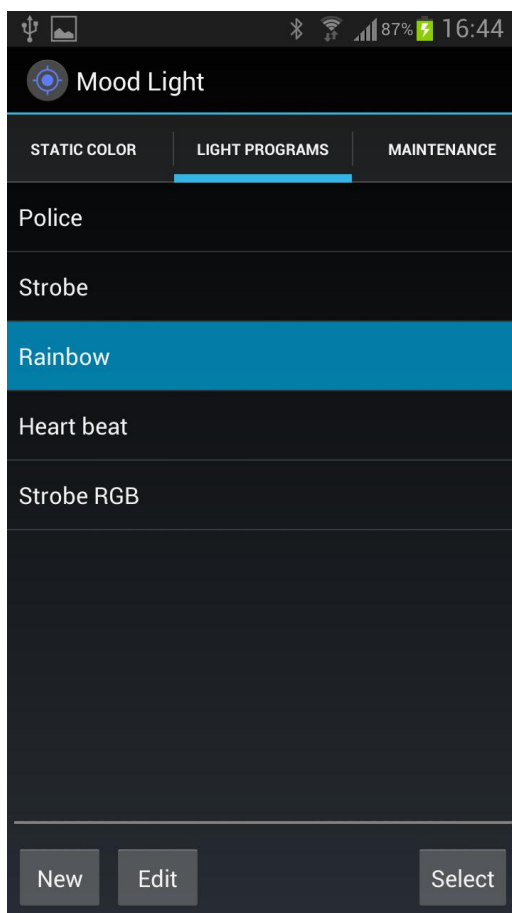 87% 16:44
Mood Light
STATIC COLOR LIGHT PROGRAMS MAINTENANCE
Police
Strobe
Rainbow
Heart beat
Strobe RGB
New Edit Select